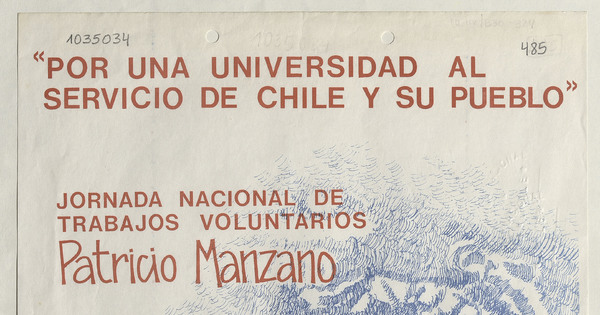 1035034
485
“POR UNA UNIVERSIDAD AL
SERVICIO DE CHILE Y SU PUEBLO”
JORNADA NACIONAL DE
TRABAJOS VOLUNTARIOS
Patricio Manzano